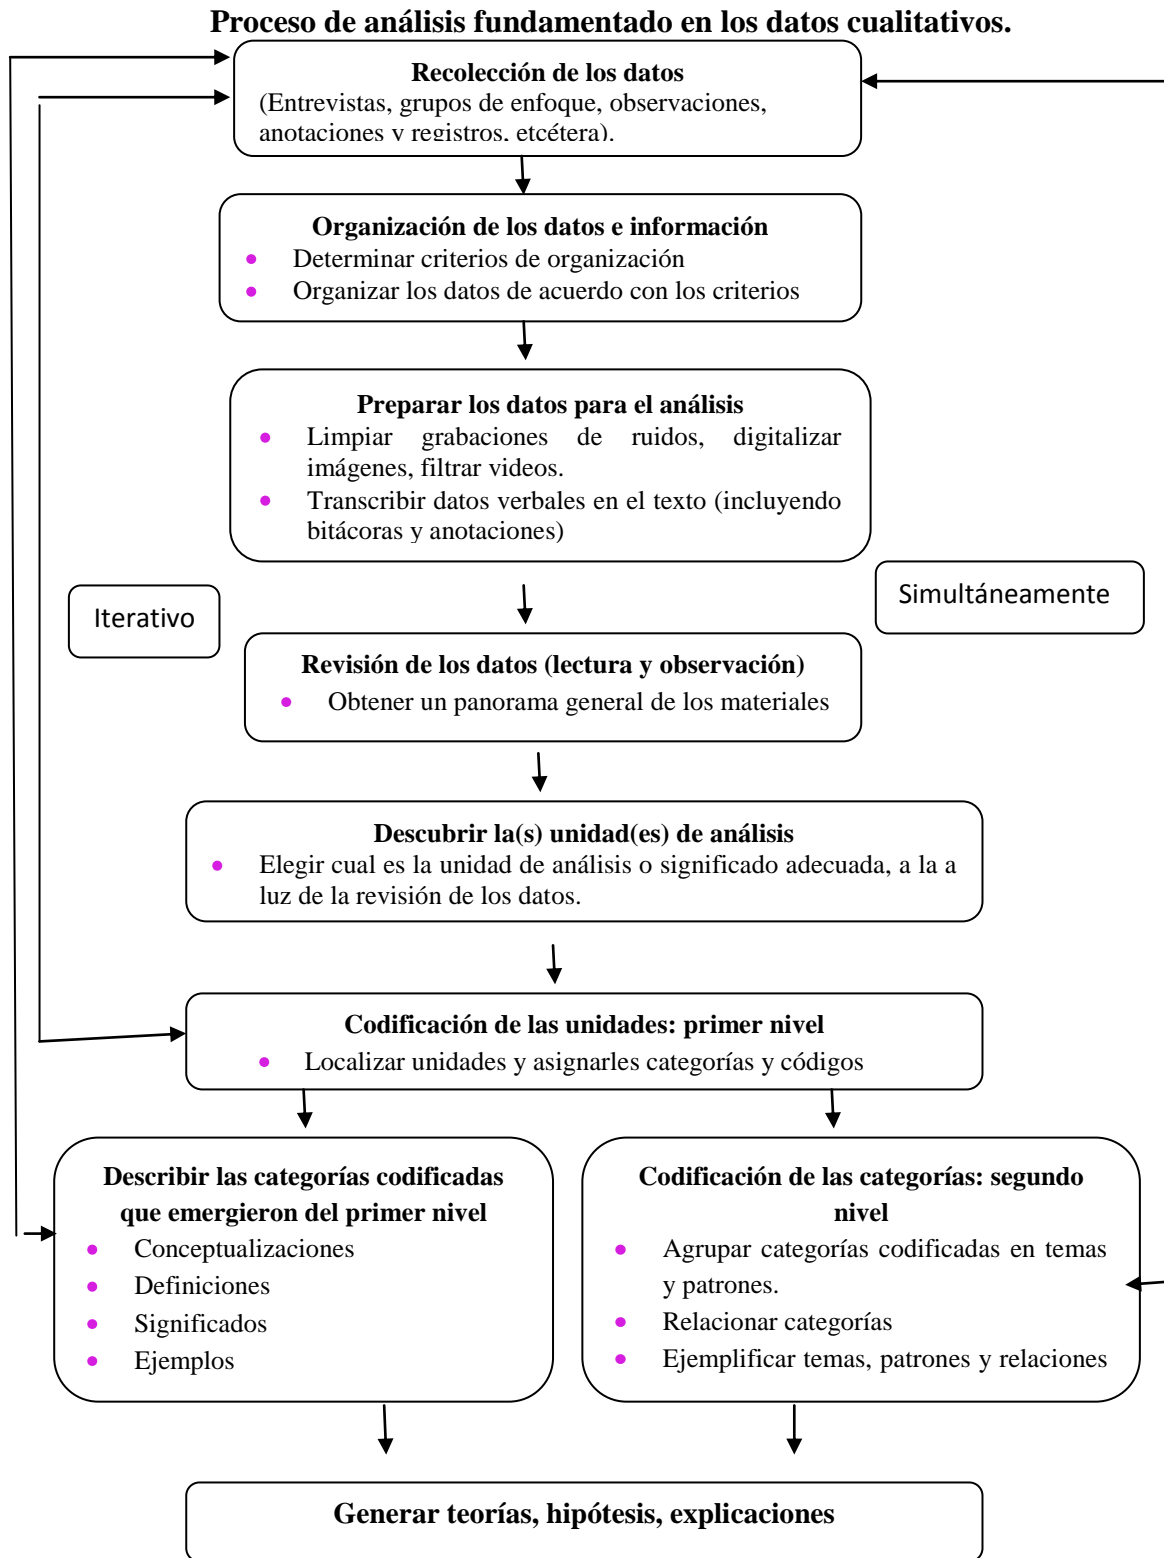 Proceso de análisis fundamentado en los datos cualitativos.
Recolección de los datos
(Entrevistas, grupos de enfoque, observaciones,
anotaciones y registros, etcétera).
Organización de los datos e información
Determinar criterios de organización
Organizar los datos de acuerdo con los criterios
Preparar los datos para el análisis
Limpiar grabaciones de ruidos, digitalizar
imágenes, filtrar videos.
Transcribir datos verbales en el texto (incluyendo
bitácoras y anotaciones)
Iterativo
Simultáneamente
Revisión de los datos (lectura y observación)
Obtener un panorama general de los materiales
Descubrir la(s) unidad(es) de análisis
Elegir cual es la unidad de análisis o significado adecuada, a la a
luz de la revisión de los datos.
Codificación de las unidades: primer nivel
Localizar unidades y asignarles categorías y códigos
Describir las categorías codificadas
que emergieron del primer nivel
Conceptualizaciones
Definiciones
Significados
Ejemplos
Codificación de las categorías: segundo
nivel
Agrupar categorías codificadas en temas
y patrones.
Relacionar categorías
Ejemplificar temas, patrones y relaciones
Generar teorías, hipótesis, explicaciones